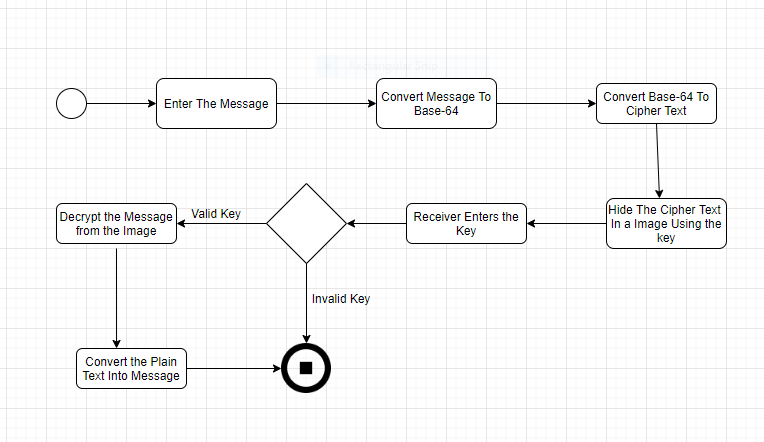 Enter The Message
Convert Message To
Base-64
Convert Base-64 To
Cipher Text
Hide The Cipher Text
In a Image Using the
key
Receiver Enters the
Key
Valid Key
Decrypt the Message
from the Image
Invalid Key
Convert the Plain
Text Into Message